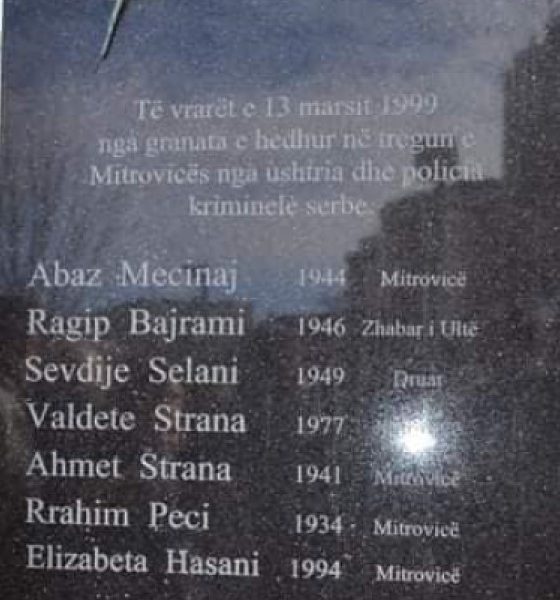 Të vrarët e 13 marsit 1999
nga granata e hedhur në tregun e
Mitrovicës nga ushtria dhe policia
kriminele serbe.
Abaz Mecinaj 1944 Mitrovicë
Ragip Bajrami 1946 Zhabar i Ultë
Sevdije Selani 1949 Druar
Valdete Strana 1977
Ahmet Strana 1941 Mitrovicë
Rrahim Peci 1934 Mitrovicë
Elizabeta Hasani 1994 Mitrovicë